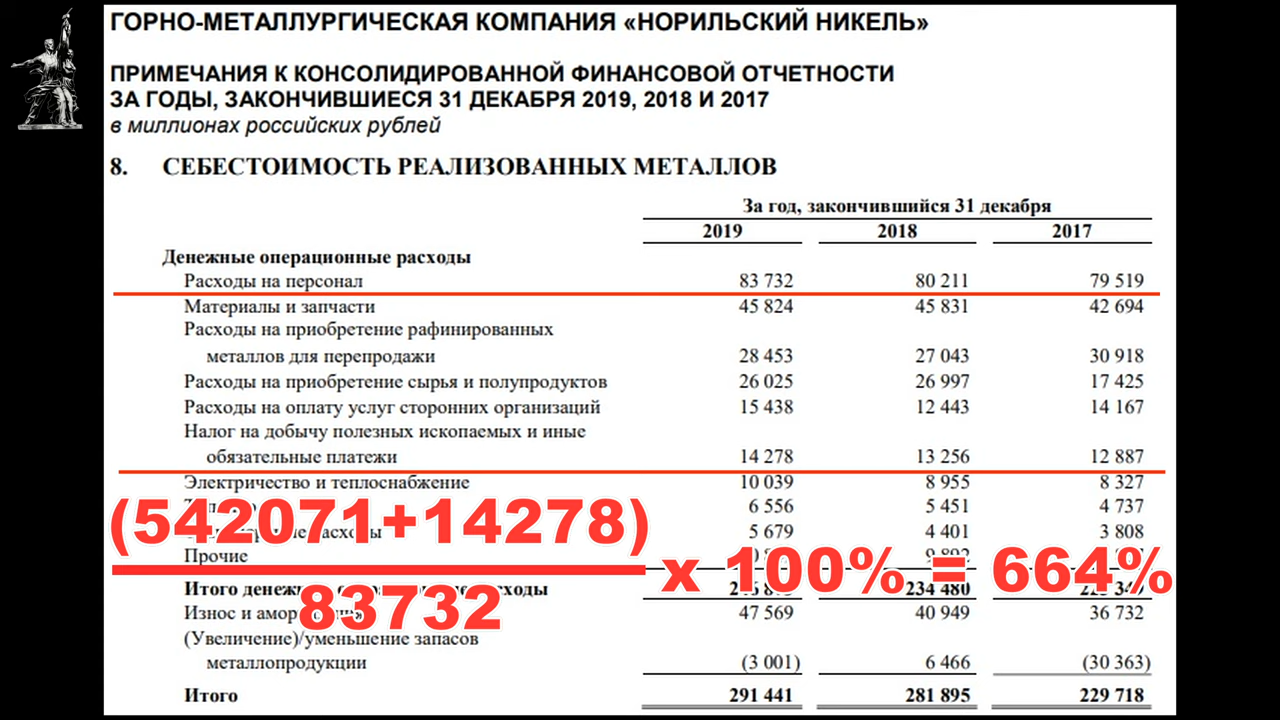 ГОРНО-МЕТАЛЛУРГИЧЕСКАЯ КОМПАНИЯ «НОРИЛЬСКИЙ НИКЕЛЬ»
ПРИМЕЧАНИЯ К КОНСОЛИДИРОВАННОЙ ФИНАНСОВОЙ ОТЧЕТНОСТИ
ЗА ГОДЫ, ЗАКОНЧИВШИЕСЯ 31 ДЕКАБРЯ 2019, 2018 И 2017
в миллионах российских рублей
8. СЕБЕСТОИМОСТЬ РЕАЛИЗОВАННЫХ МЕТАЛЛОВ
За год, закончившийся 31 декабря
2019 2018 2017
Денежные операционные расходы
Расходы на персонал 83 732 80 211 79 519
Материалы и запчасти 45 824 45 831 42 694
Расходы на приобретение рафинированных
металлов для перепродажи 28 453 27 043 30 918
Расходы на приобретение сырья и полупродуктов 26 025 26 997 17 425
Расходы на оплату услуг сторонних организаций 15 438 12 443 14 167
Налог на добычу полезных ископаемых и иные
обязательные платежи 14 278 13 256 12 887
Электричество и теплоснабжение 10 039 8 955 8 327
6 556 5 451 4 737
расходы 5 679 4 401 3 808
Прочие
(542071+14278)
83732
x 100% = 664%
Итого расходы 234 480
Износ и 47 569 40 949 36 732
(Увеличение)/уменьшение запасов
металлопродукции (3 001) 6 466 (30 363)
Итого 291 441 281 895 229 718